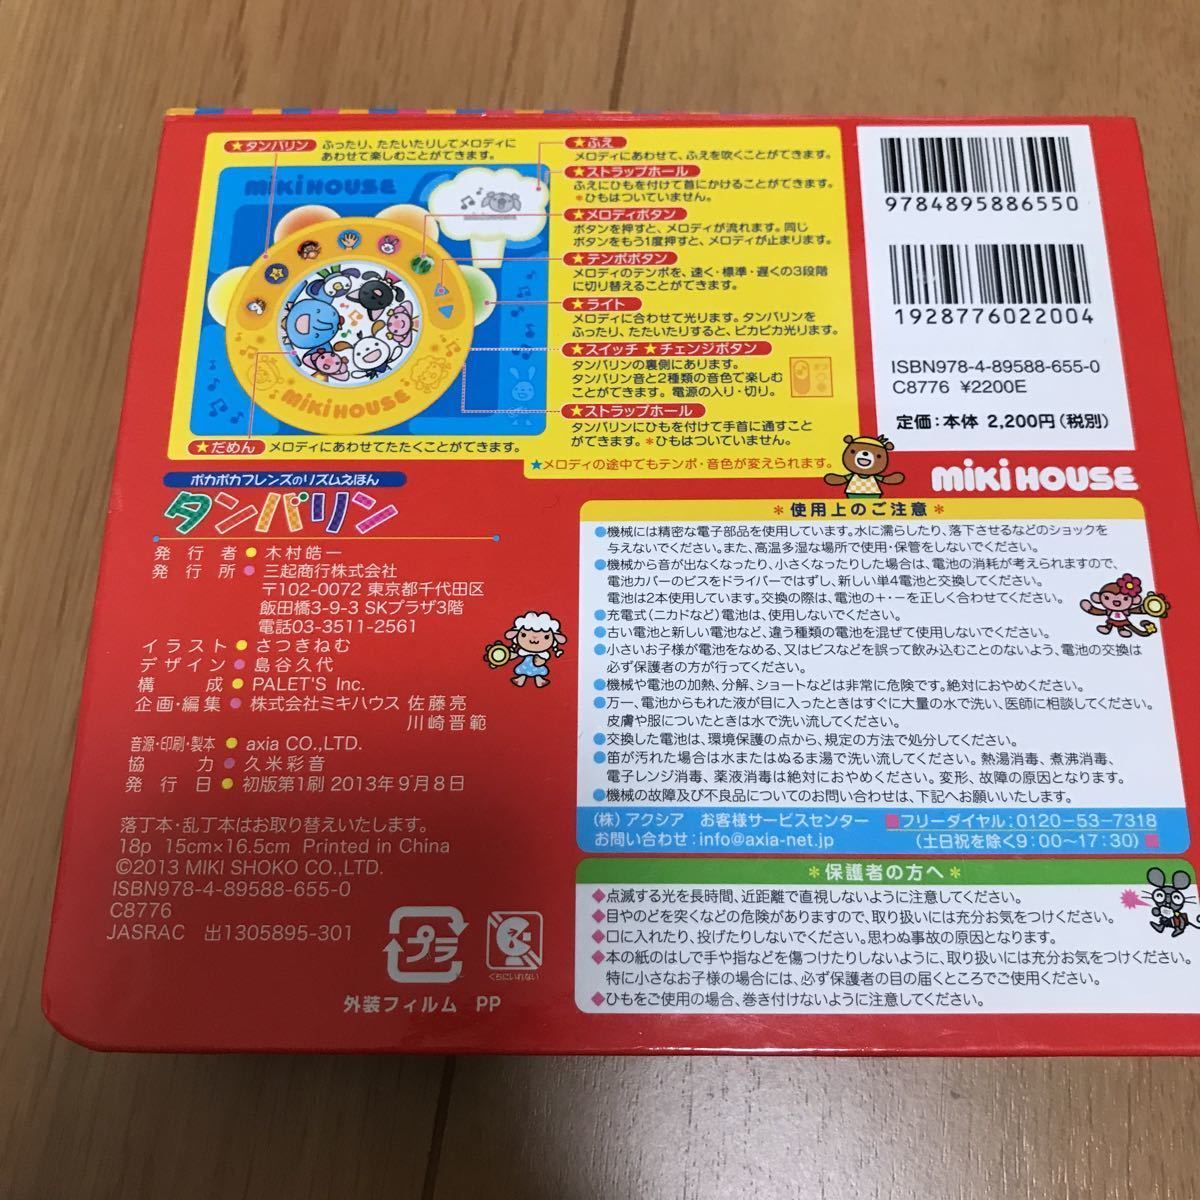 ★タンバリン ふったり、たたいたりしてメロディに
あわせて楽しむことができます。
miki HOUSE
miki HOUSE
★だめん メロディにあわせてたたくことができます。
★ふえ
メロディにあわせて、ふえを吹くことができます。
★ストラップホール
ふえにひもを付けて首にかけることができます。
＊ひもはついていません。
★メロディボタン
ボタンを押すと、メロディが流れます。同じ
ボタンをもう1度押すと、メロディが止まります。
★テンポボタン
メロディのテンポを、速く・標準・遅くの3段階
に切り替えることができます。
★ライト
メロディに合わせて光ります。タンバリンを
ふったり、たたいたりすると、ピカピカ光ります。
★スイッチ ★チェンジボタン
タンバリンの裏側にあります。
タンバリン音と2種類の音色で楽しむ
ことができます。電源の入り・切り。
★ストラップホール
タンバリンにひもを付けて手首に通すこと
ができます。＊ひもはついていません。
★メロディの途中でもテンポ・音色が変えられます。
9784895886550
1928776022004
ISBN978-4-89588-655-0
C8776 ¥2200E
定価：本体 2,200円（税別）
miki HOUSE
ポカポカフレンズのリズムえほん
タンバリン
発行者●木村皓一
発行所●三起商行株式会社
〒102-0072 東京都千代田区
飯田橋3-9-3 SKプラザ3階
電話03-3511-2561
イラスト●さつきねむ
デザイン●島谷久代
構成●PALET'S Inc.
企画・編集●株式会社ミキハウス 佐藤亮
川崎晋範
音源・印刷・製本●axia CO.,LTD.
協力●久米彩音
発行日●初版第1刷 2013年9月8日
落丁本・乱丁本はお取り替えいたします。
18p 15cm×16.5cm Printed in China
©2013 MIKI SHOKO CO.,LTD.
ISBN978-4-89588-655-0
C8776
JASRAC 出1305895-301
プラ
くちにいれない
外装フィルム PP
＊使用上のご注意＊
●機械には精密な電子部品を使用しています。水に濡らしたり、落下させるなどのショックを
与えないでください。また、高温多湿な場所で使用・保管をしないでください。
●機械から音が出なくなったり、小さくなったりした場合は、電池の消耗が考えられますので、
電池カバーのビスをドライバーではずし、新しい単4電池と交換してください。
電池は2本使用しています。交換の際は、電池の＋・－を正しく合わせてください。
●充電式（ニカドなど）電池は、使用しないでください。
●古い電池と新しい電池など、違う種類の電池を混ぜて使用しないでください。
●小さいお子様が電池をなめる、又はビスなどを誤って飲み込むことのないよう、電池の交換は
必ず保護者の方が行ってください。
●機械や電池の加熱、分解、ショートなどは非常に危険です。絶対におやめください。
●万一、電池からもれた液が目に入ったときはすぐに大量の水で洗い、医師に相談してください。
皮膚や服についたときは水で洗い流してください。
●交換した電池は、環境保護の点から、規定の方法で処分してください。
●笛が汚れた場合は水またはぬるま湯で洗い流してください。熱湯消毒、煮沸消毒、
電子レンジ消毒、薬液消毒は絶対におやめください。変形、故障の原因となります。
●機械の故障及び不良品についてのお問い合わせは、下記へお願いいたします。
（株）アクシア お客様サービスセンター ■フリーダイヤル：0120-53-7318
お問い合わせ：info@axia-net.jp （土日祝を除く9:00～17:30）■
＊保護者の方へ＊
◆点滅する光を長時間、近距離で直視しないように注意してください。
◆目やのどを突くなどの危険がありますので、取り扱いには充分お気をつけください。
◆口に入れたり、投げたりしないでください。思わぬ事故の原因となります。
◆本の紙のはしで手や指などを傷つけたりしないように、取り扱いには充分お気をつけください。
特に小さなお子様の場合には、必ず保護者の目の届くところでご使用ください。
◆ひもをご使用の場合、巻き付けないように注意してください。